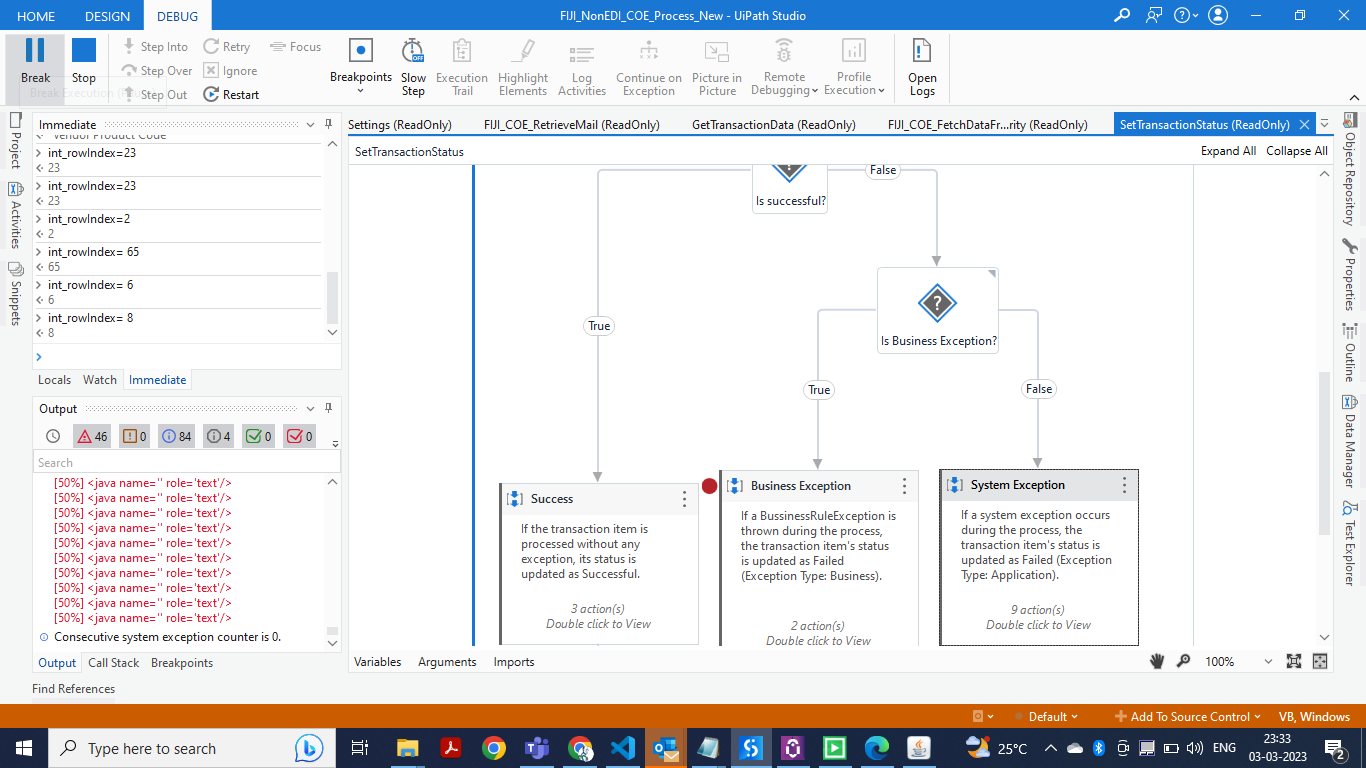 HOME DESIGN DEBUG
FIJI_NonEDI_COE_Process_New - UiPath Studio
Break
Stop
Step Into
Step Over
Step Out
Retry
Ignore
Restart
Focus
Breakpoints
Slow
Step
Execution
Trail
Highlight
Elements
Log
Activities
Continue on
Exception
Picture in
Picture
Remote
Debugging
Profile
Execution
Open
Logs
Project
Activities
Snippets
Immediate
Vendor Product Code
int_rowIndex=23
23
int_rowIndex=23
23
int_rowIndex=2
2
int_rowIndex= 65
65
int_rowIndex= 6
6
int_rowIndex= 8
8
Locals Watch Immediate
Output
46 0 84 4 0 0
Search
[50%] <java name='' role='text'/>
[50%] <java name='' role='text'/>
[50%] <java name='' role='text'/>
[50%] <java name='' role='text'/>
[50%] <java name='' role='text'/>
[50%] <java name='' role='text'/>
[50%] <java name='' role='text'/>
[50%] <java name='' role='text'/>
[50%] <java name='' role='text'/>
[50%] <java name='' role='text'/>
Consecutive system exception counter is 0.
Output Call Stack Breakpoints
Find References
Settings (ReadOnly) FIJI_COE_RetrieveMail (ReadOnly) GetTransactionData (ReadOnly) FIJI_COE_FetchDataFr...rity (ReadOnly) SetTransactionStatus (ReadOnly)
SetTransactionStatus
Expand All Collapse All
Is successful?
False
True
Is Business Exception?
True
False
Success
If the transaction item is
processed without any
exception, its status is
updated as Successful.
3 action(s)
Double click to View
Business Exception
If a BussinessRuleException is
thrown during the process,
the transaction item's status
is updated as Failed
(Exception Type: Business).
2 action(s)
Double click to View
System Exception
If a system exception occurs
during the process, the
transaction item's status is
updated as Failed (Exception
Type: Application).
9 action(s)
Double click to View
Variables Arguments Imports
100%
Object Repository
Properties
Outline
Data Manager
Test Explorer
Default
Add To Source Control
VB, Windows
Type here to search
25°C
ENG
23:33
03-03-2023
2